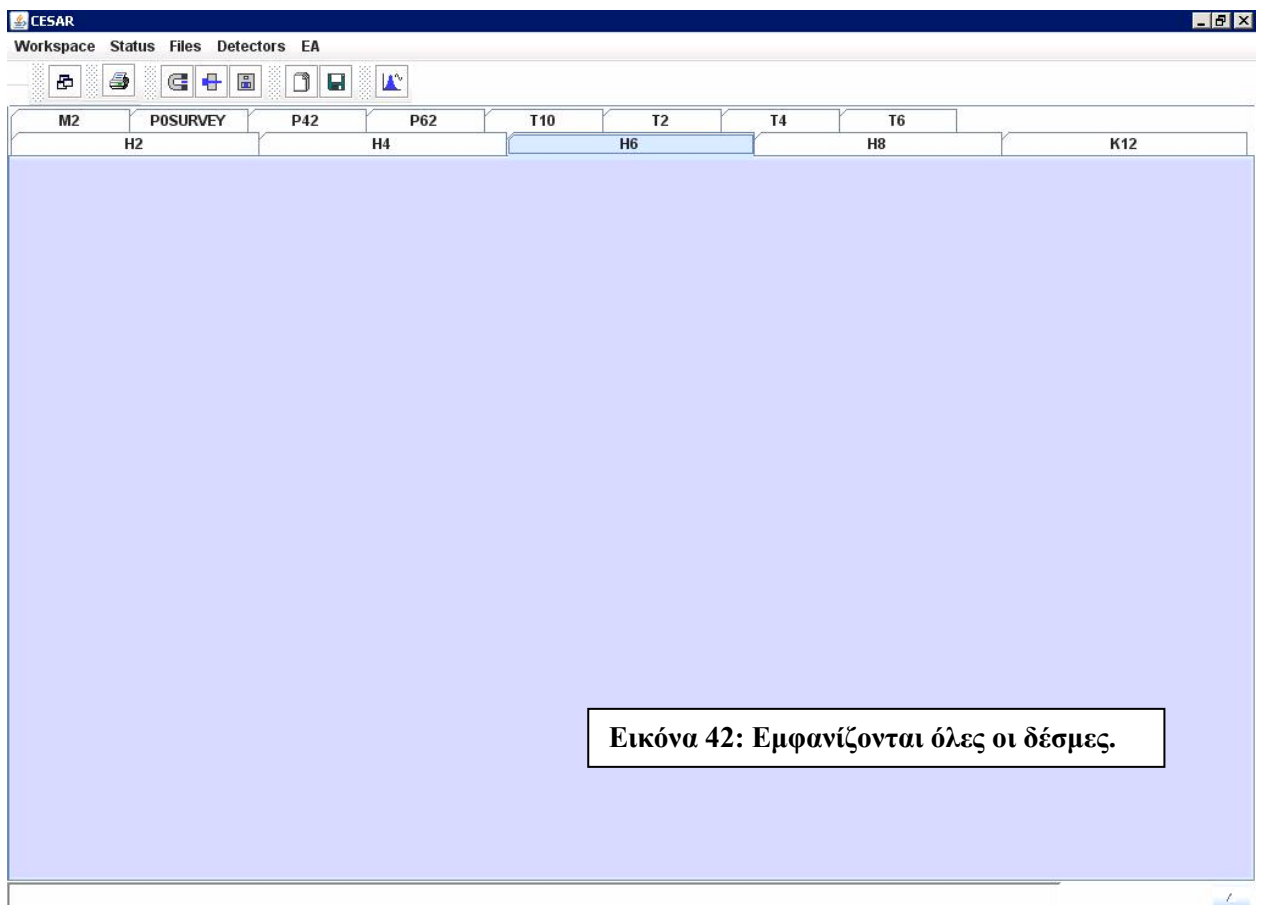 CESAR
Workspace Status Files Detectors EA
M2 P0SURVEY P42 P62 T10 T2 T4 T6
H2 H4 H6 H8 K12
Εικόνα 42: Εμφανίζονται όλες οι δέσμες.